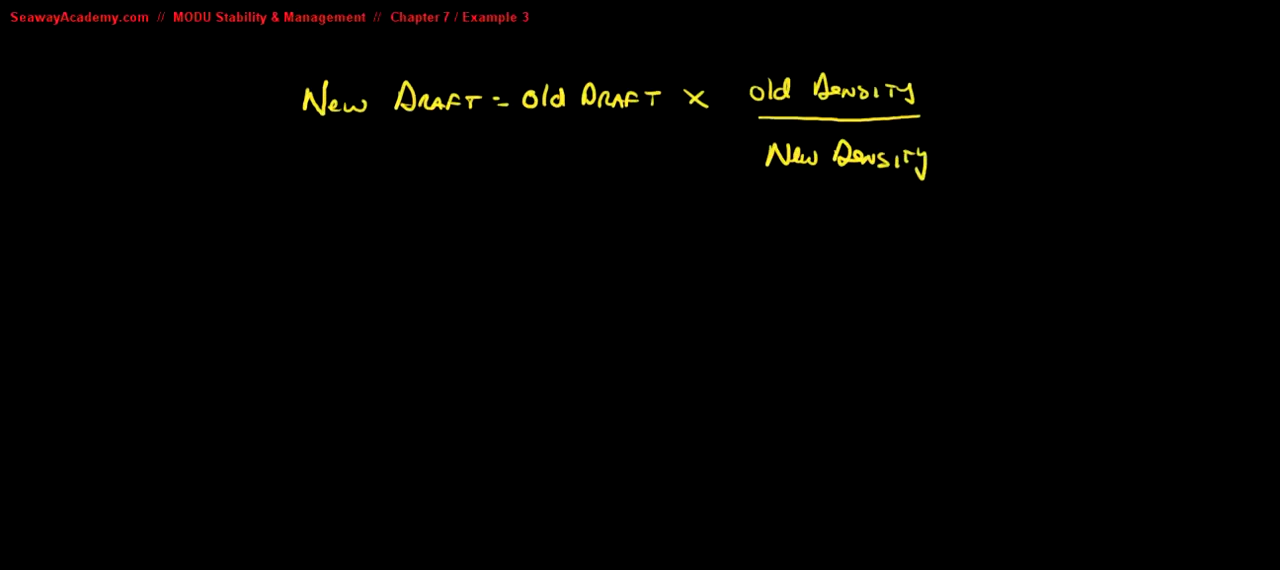 SeawayAcademy.com // MODU Stability & Management // Chapter 7 / Example 3
New DRAFT = Old DRAFT × Old DENSITY
New Density